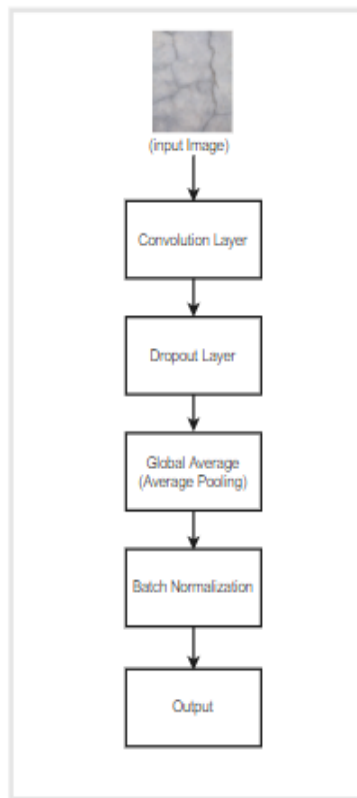 (input Image)
Convolution Layer
Dropout Layer
Global Average
(Average Pooling)
Batch Normalization
Output